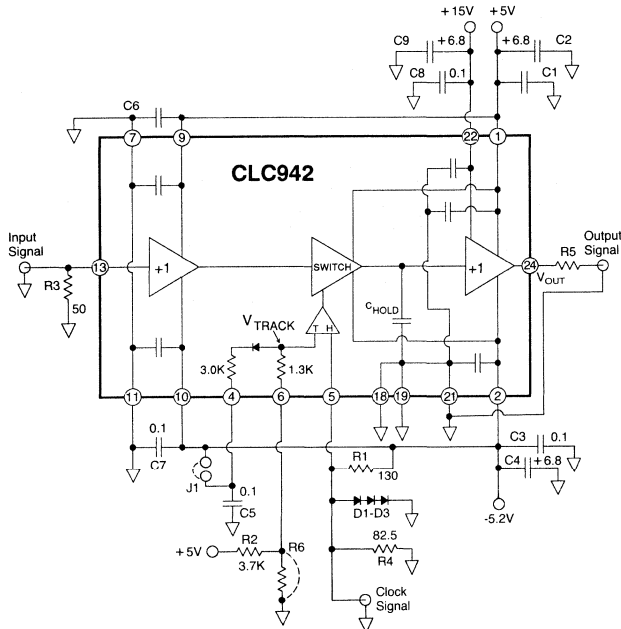 +15V +5V
C9 +6.8 +6.8 C2
C8 0.1 C1
C6
7 9 22 1
CLC942
Input
Signal
13 +1 SWITCH +1 24 R5
Output
Signal
VOUT
R3
50
CHOLD
VTRACK
T H
3.0K 1.3K
11 10 4 6 5 18 19 21 2
0.1
C7
J1
0.1
C5
R1
130
C3 0.1
C4 +6.8
-5.2V
D1-D3
+5V R2
3.7K
R6
82.5
R4
Clock
Signal